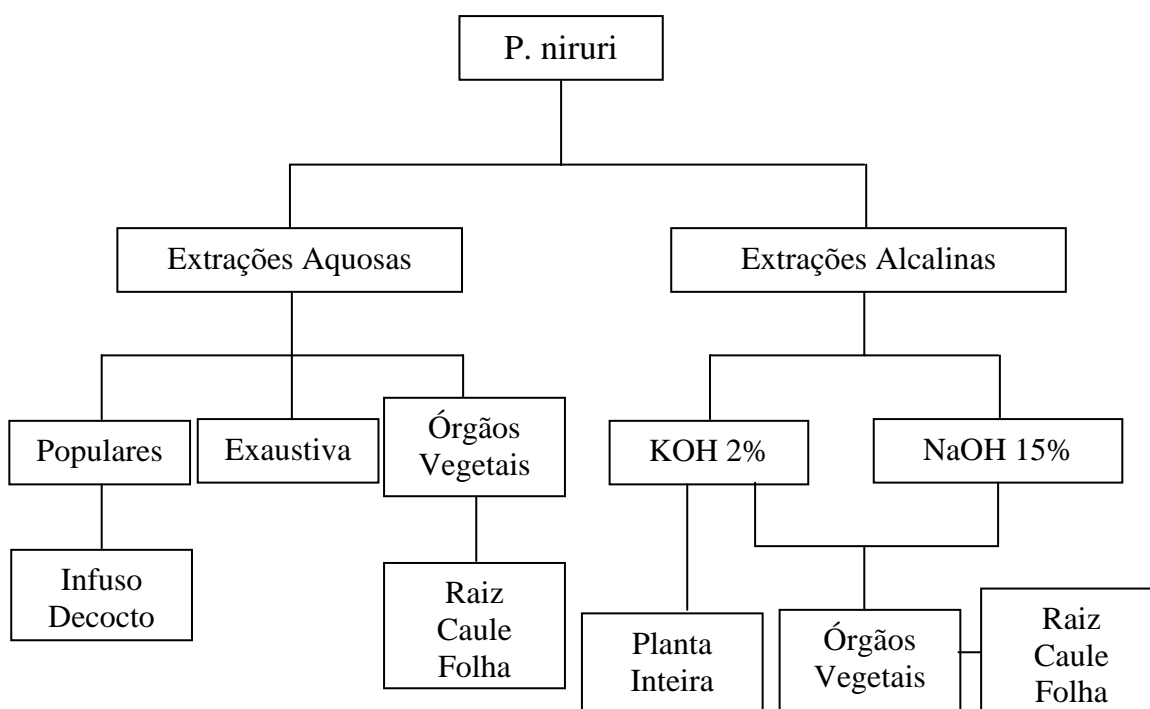 P. niruri
Extrações Aquosas
Extrações Alcalinas
Populares
Exaustiva
Órgãos
Vegetais
KOH 2%
NaOH 15%
Infuso
Decocto
Raiz
Caule
Folha
Planta
Inteira
Órgãos
Vegetais
Raiz
Caule
Folha